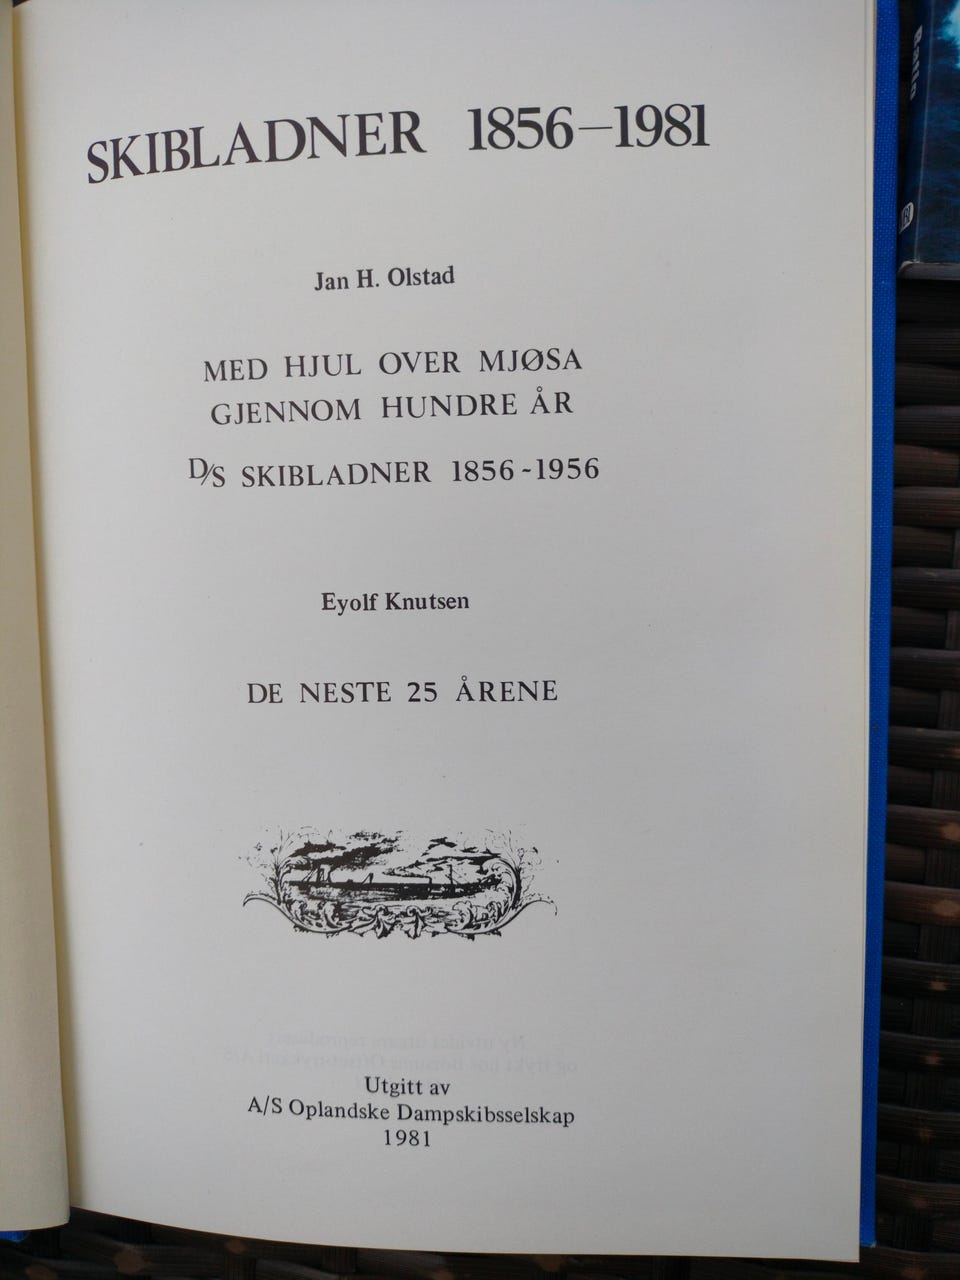 SKIBLADNER 1856–1981
Jan H. Olstad
MED HJUL OVER MJØSA
GJENNOM HUNDRE ÅR
D/S SKIBLADNER 1856-1956
Eyolf Knutsen
DE NESTE 25 ÅRENE
Utgitt av
A/S Oplandske Dampskibsselskap
1981